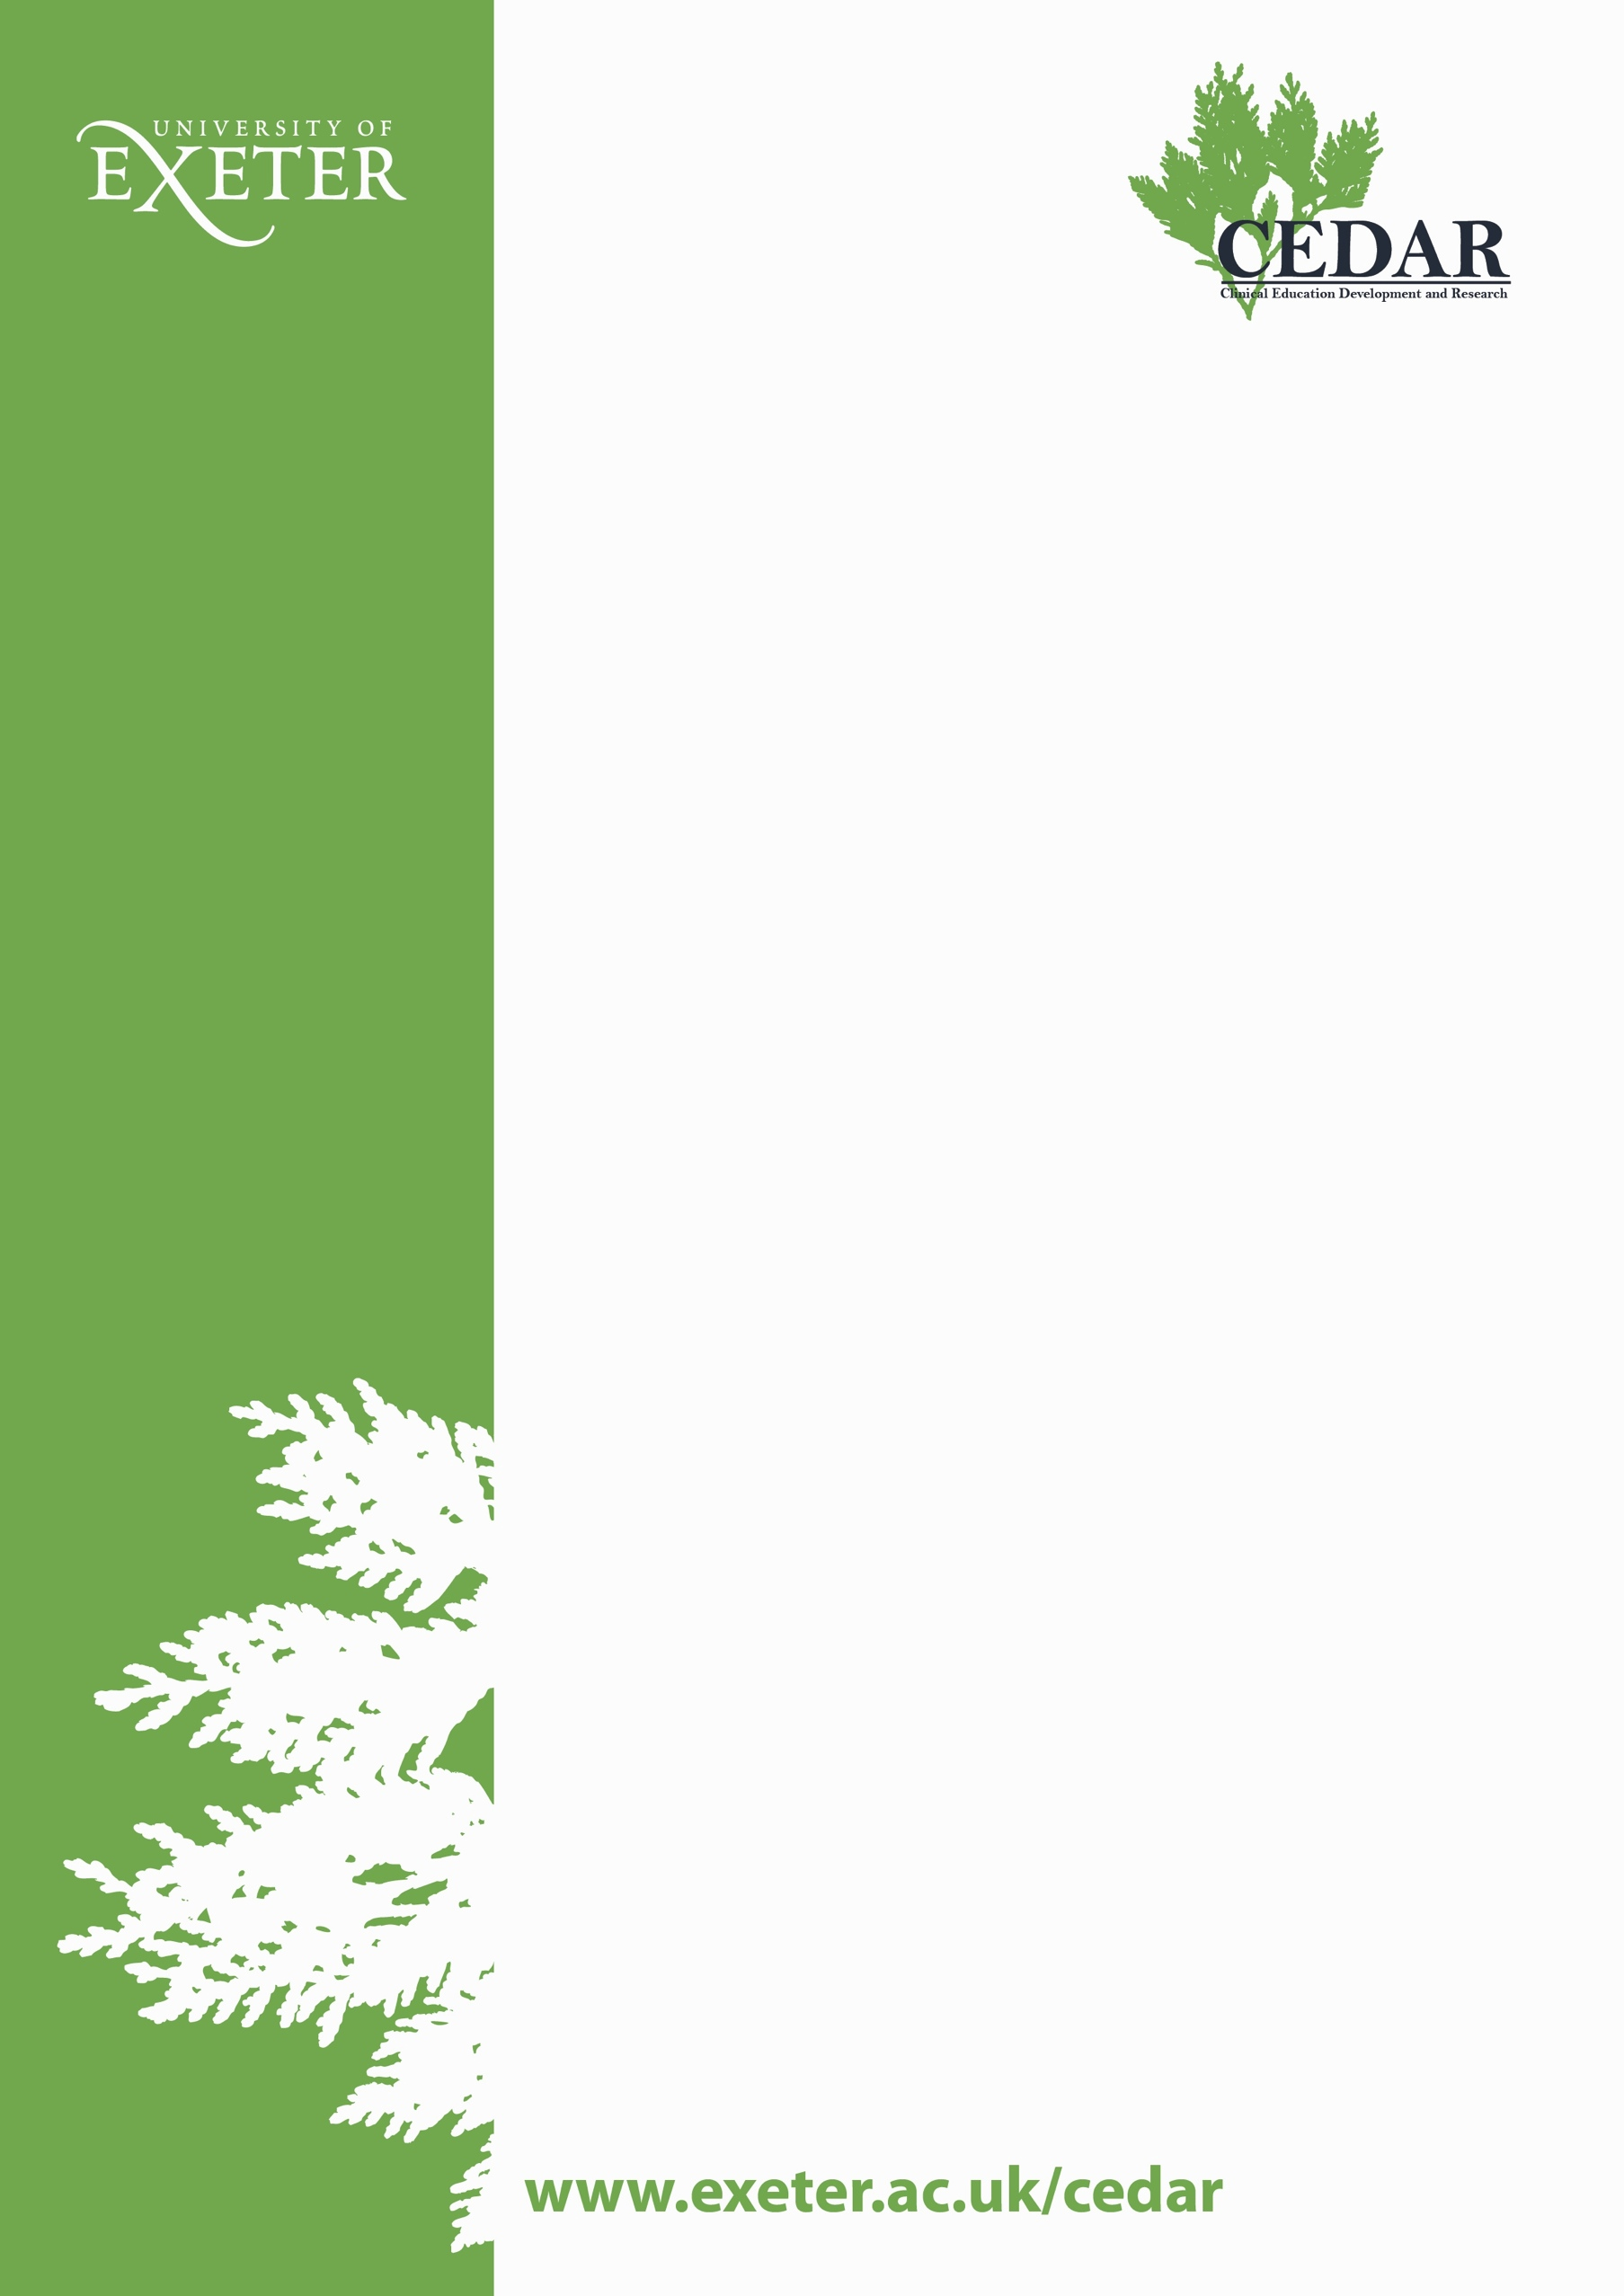 UNIVERSITY OF
EXETER
CEDAR
Clinical Education Development and Research
www.exeter.ac.uk/cedar